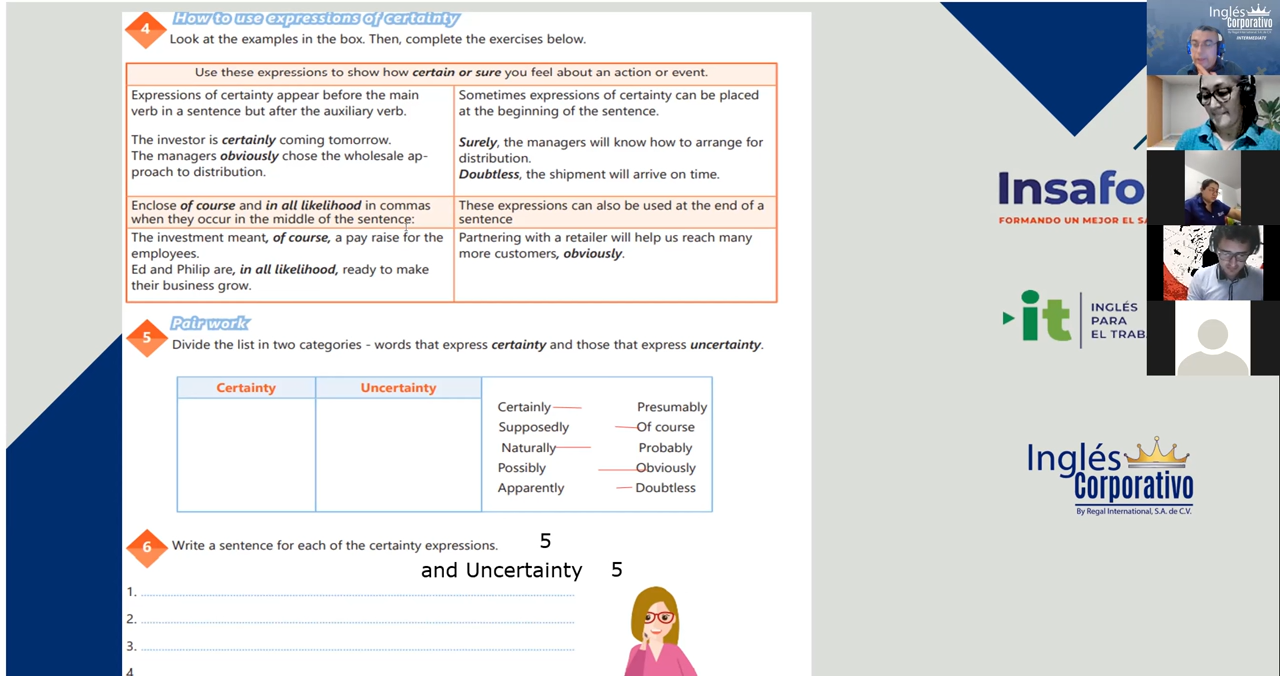 How to use expressions of certainty
4
Look at the examples in the box. Then, complete the exercises below.
Use these expressions to show how certain or sure you feel about an action or event.
Expressions of certainty appear before the main
verb in a sentence but after the auxiliary verb.
The investor is certainly coming tomorrow.
The managers obviously chose the wholesale ap-
proach to distribution.
Sometimes expressions of certainty can be placed
at the beginning of the sentence.
Surely, the managers will know how to arrange for
distribution.
Doubtless, the shipment will arrive on time.
Enclose of course and in all likelihood in commas
when they occur in the middle of the sentence:
These expressions can also be used at the end of a
sentence
The investment meant, of course, a pay raise for the
employees.
Ed and Philip are, in all likelihood, ready to make
their business grow.
Partnering with a retailer will help us reach many
more customers, obviously.
Pair work
5
Divide the list in two categories - words that express certainty and those that express uncertainty.
Certainty Uncertainty
Certainly Presumably
Supposedly Of course
Naturally Probably
Possibly Obviously
Apparently Doubtless
6
Write a sentence for each of the certainty expressions. 5
and Uncertainty 5
1.
2.
3.
4
Inglés
Corporativo
By Regal International, S.A. de C.V.
INTERMEDIATE
Insafo
FORMANDO UN MEJOR EL SA
it
INGLÉS
PARA
EL TRAB
Inglés
Corporativo
By Regal International, S.A. de C.V.